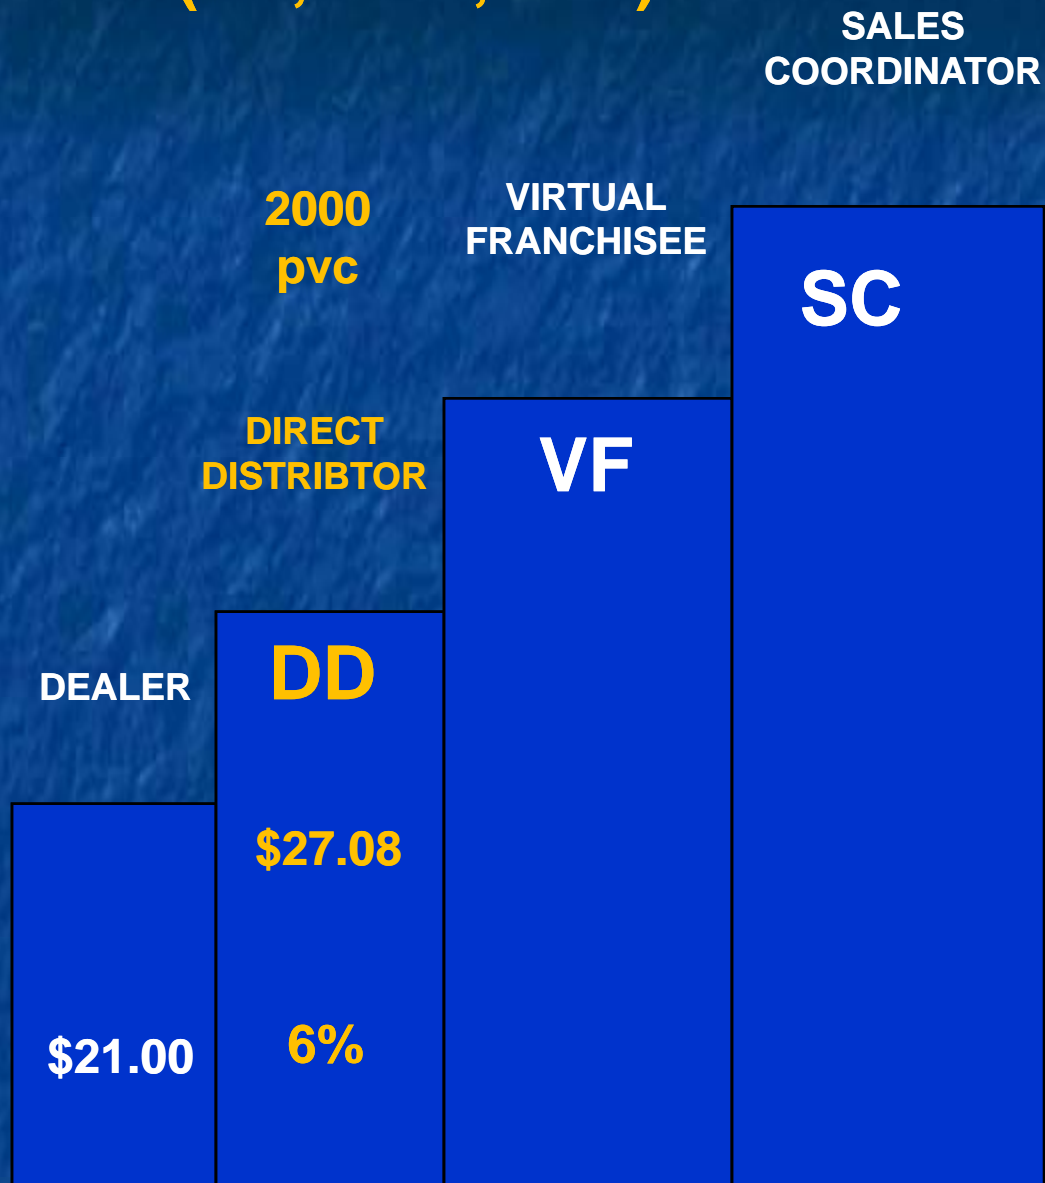 SALES
COORDINATOR
2000
pvc
VIRTUAL
FRANCHISEE
SC
DIRECT
DISTRIBTOR
VF
DEALER
DD
$27.08
$21.00
6%